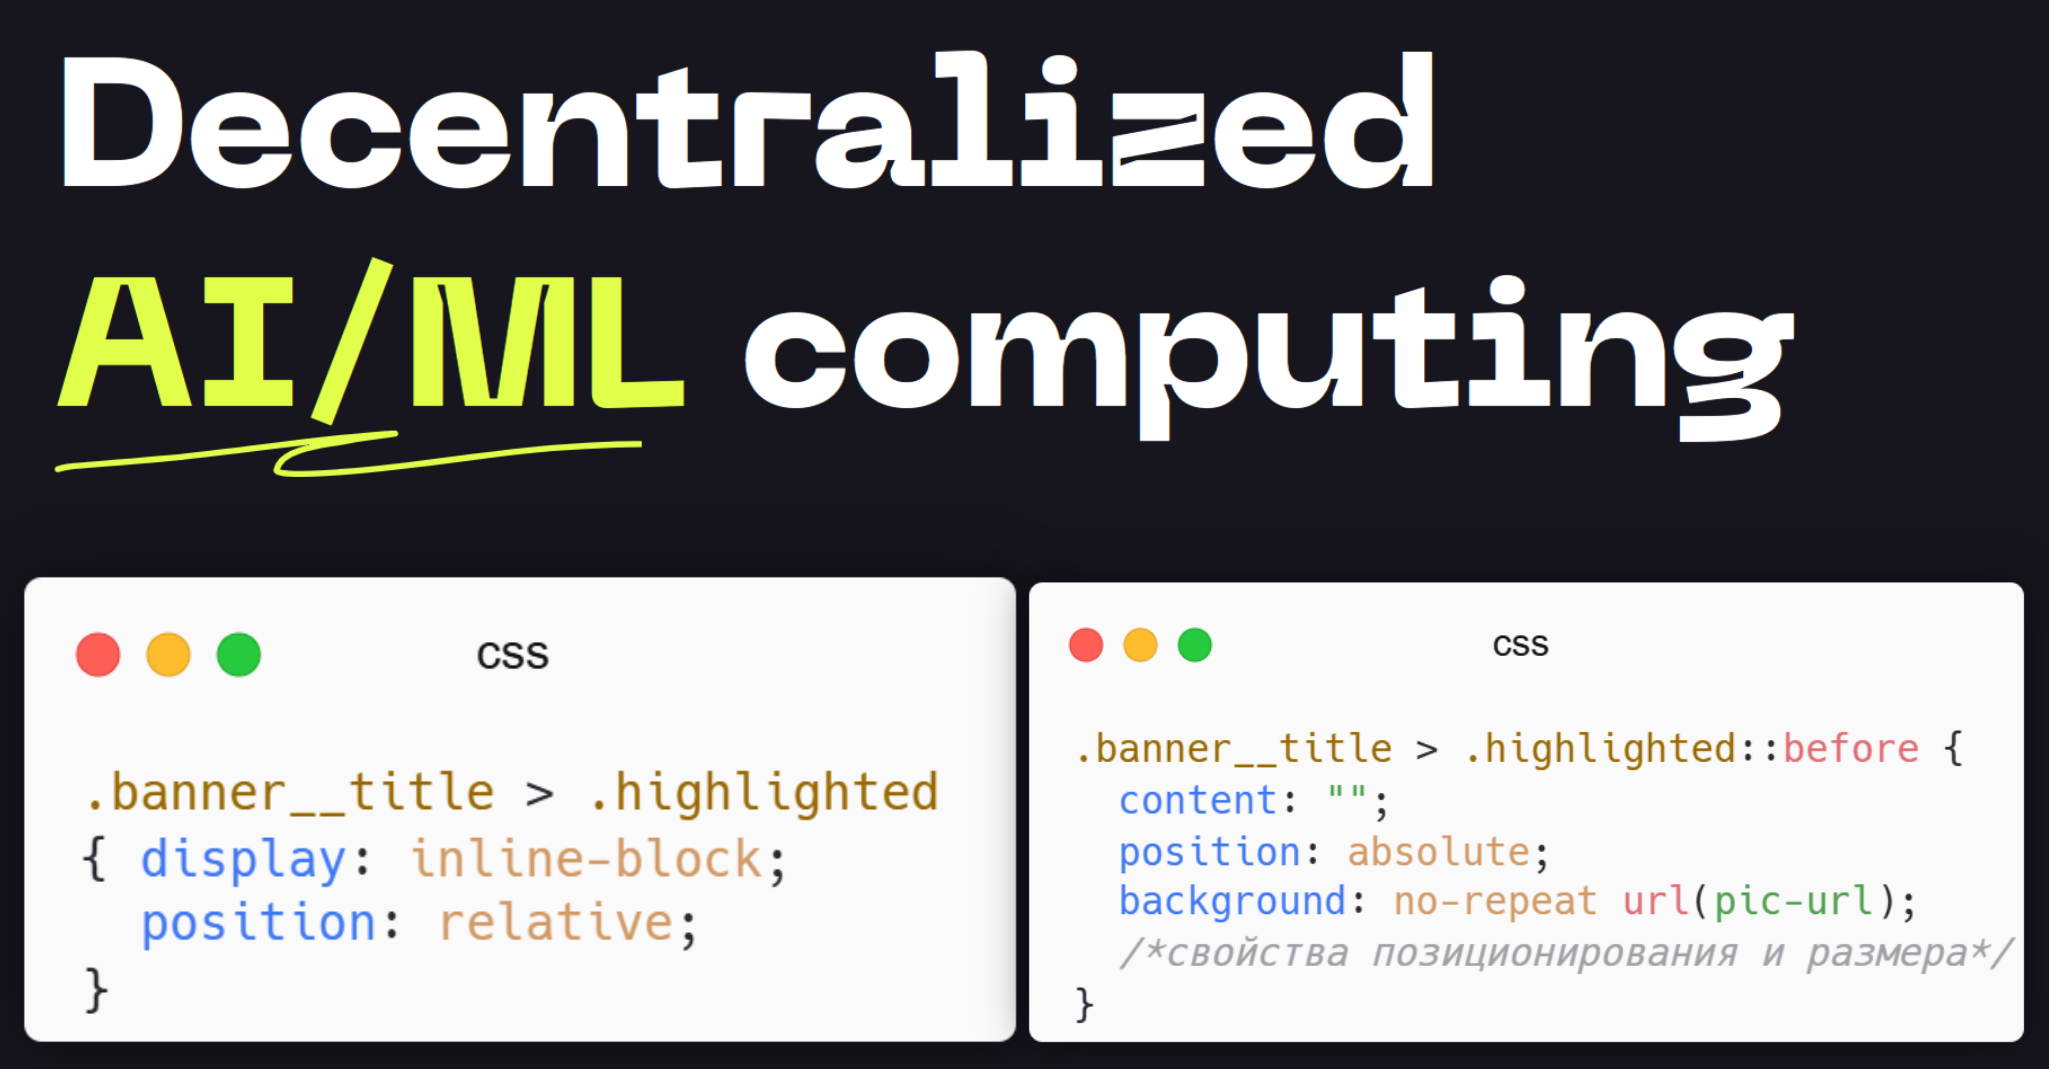 Decentralized
AI/ML computing
css
.banner__title > .highlighted
{ display: inline-block;
position: relative;
}
css
.banner__title > .highlighted::before {
content: "";
position: absolute;
background: no-repeat url(pic-url);
/*свойства позиционирования и размера*/
}